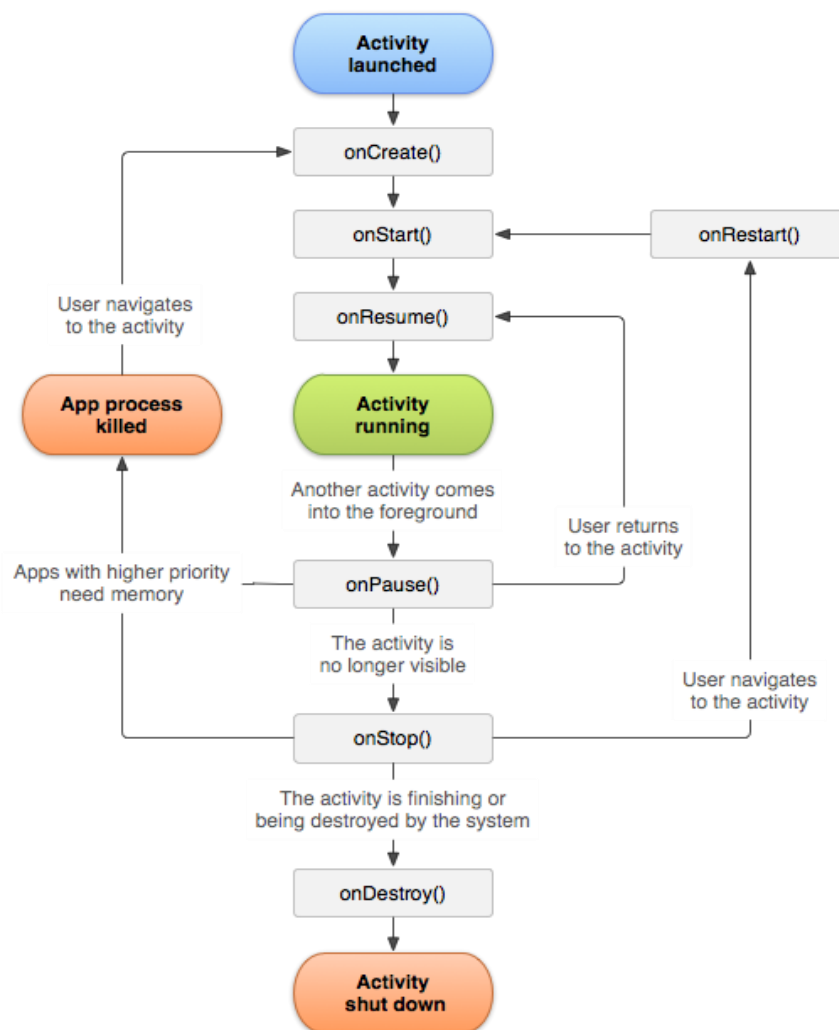 Activity
launched
onCreate()
onStart()
onRestart()
User navigates
to the activity
onResume()
App process
killed
Activity
running
Another activity comes
into the foreground
User returns
to the activity
Apps with higher priority
need memory
onPause()
The activity is
no longer visible
User navigates
to the activity
onStop()
The activity is finishing or
being destroyed by the system
onDestroy()
Activity
shut down